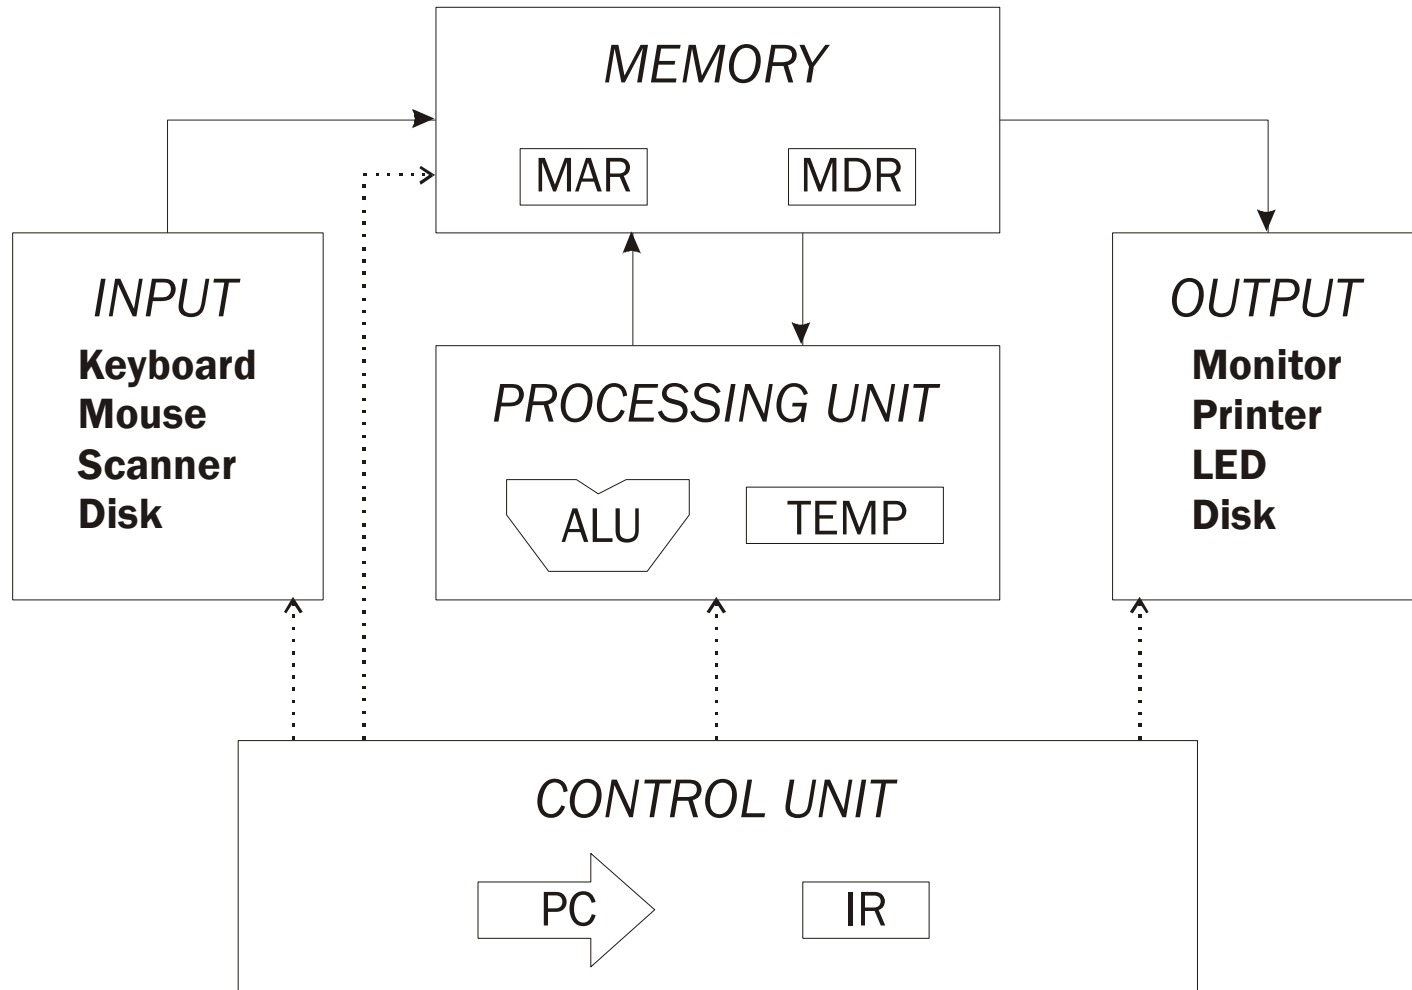 MEMORY
MAR
MDR
INPUT
Keyboard
Mouse
Scanner
Disk
PROCESSING UNIT
ALU
TEMP
OUTPUT
Monitor
Printer
LED
Disk
CONTROL UNIT
PC
IR